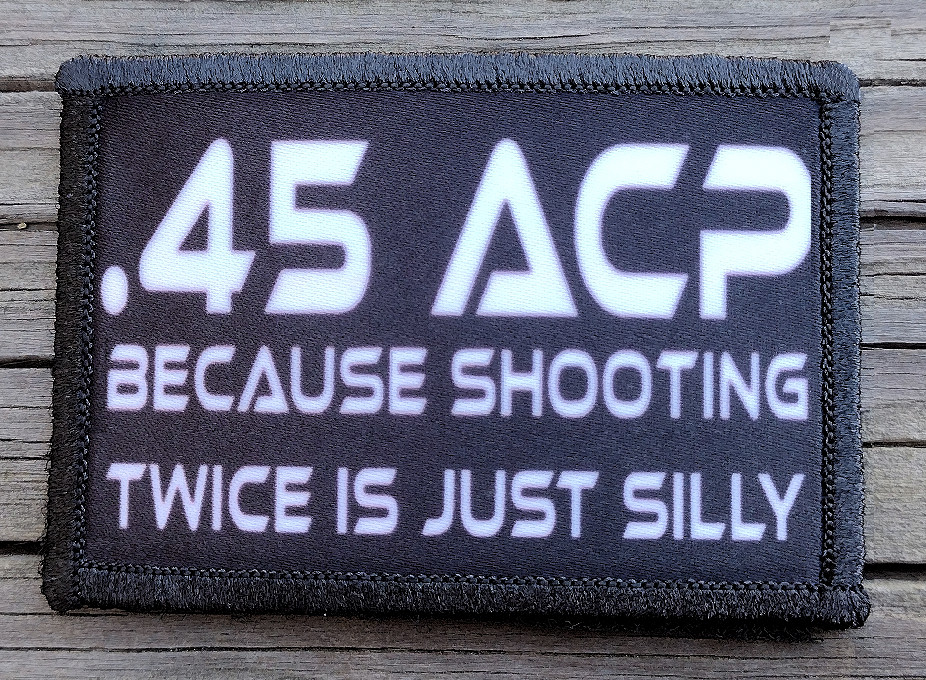 .45 ACP
BECAUSE SHOOTING
TWICE IS JUST SILLY